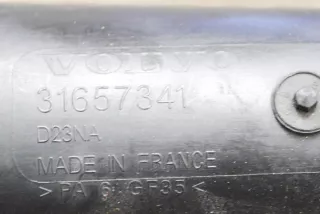 VOLVO
31657341
D23NA
MADE IN FRANCE
> PA 6 GF35 <